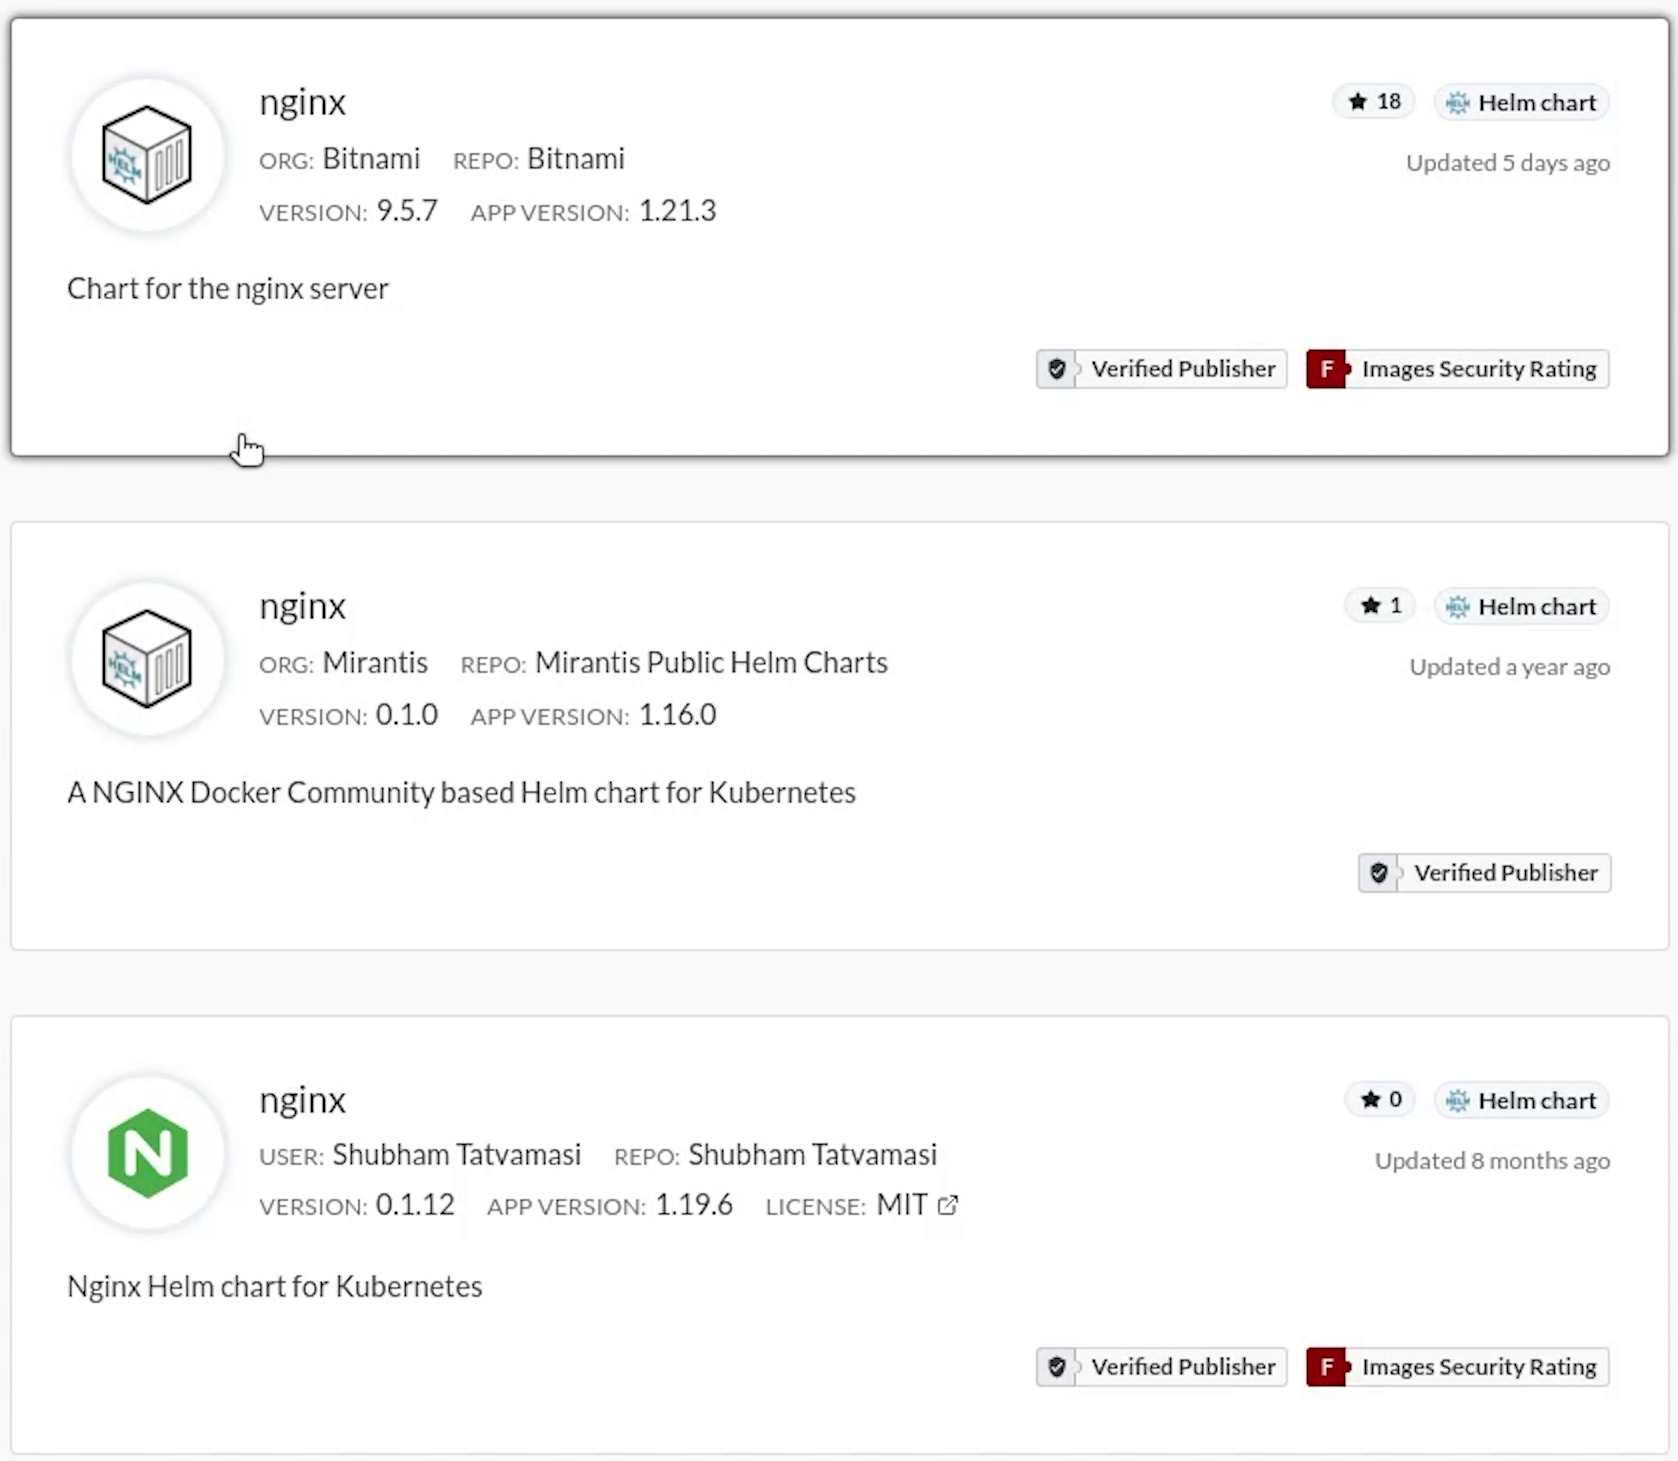 nginx
★ 18 Helm chart
ORG: Bitnami REPO: Bitnami
Updated 5 days ago
VERSION: 9.5.7 APP VERSION: 1.21.3
Chart for the nginx server
Verified Publisher F Images Security Rating
HELM
nginx
★ 1 Helm chart
ORG: Mirantis REPO: Mirantis Public Helm Charts
Updated a year ago
VERSION: 0.1.0 APP VERSION: 1.16.0
A NGINX Docker Community based Helm chart for Kubernetes
Verified Publisher
HELM
nginx
★ 0 Helm chart
USER: Shubham Tatvamasi REPO: Shubham Tatvamasi
Updated 8 months ago
VERSION: 0.1.12 APP VERSION: 1.19.6 LICENSE: MIT
N
Nginx Helm chart for Kubernetes
Verified Publisher F Images Security Rating